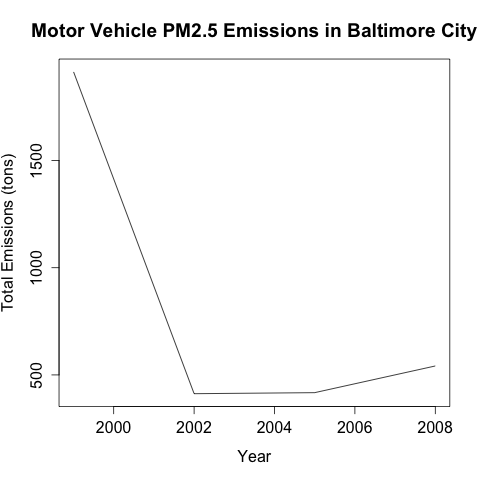 Motor Vehicle PM2.5 Emissions in Baltimore City
Total Emissions (tons)
1500
1000
500
2000 2002 2004 2006 2008
Year